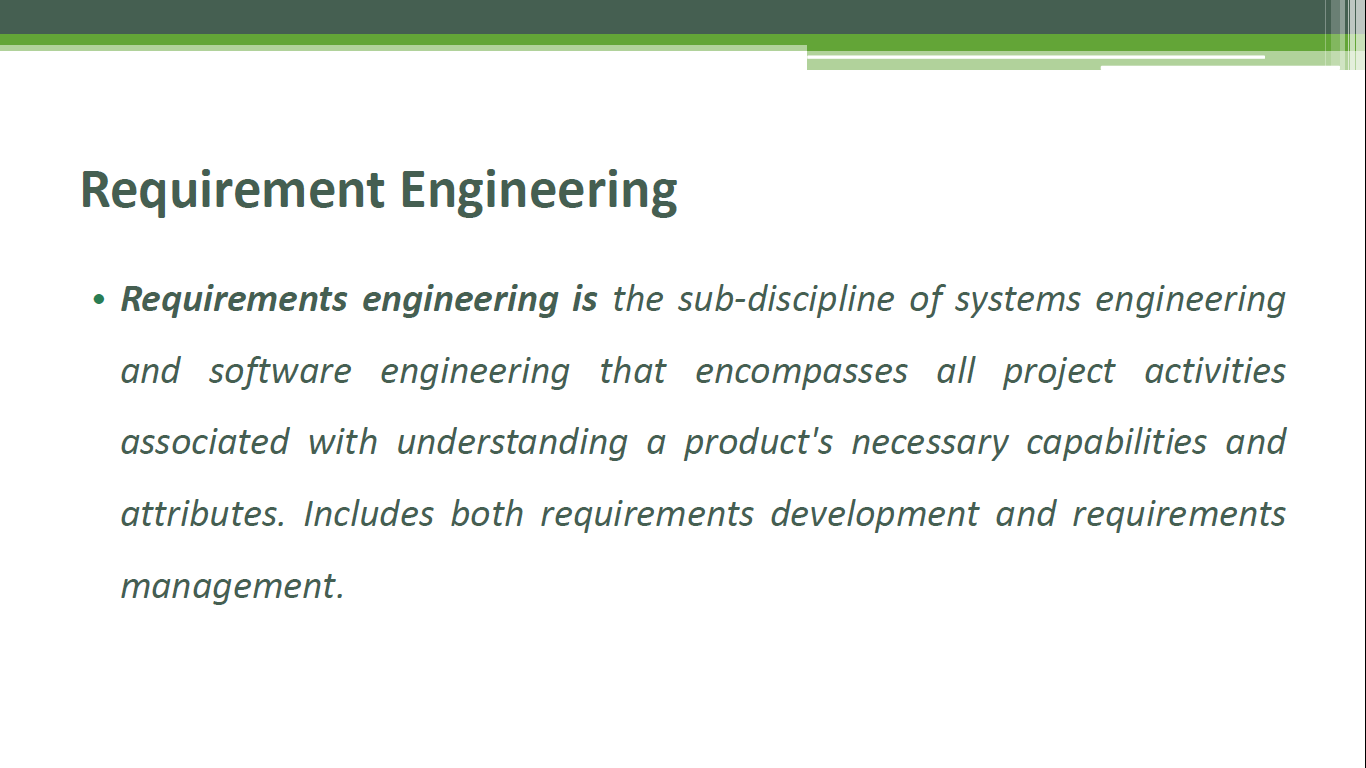 Requirement Engineering
• Requirements engineering is the sub-discipline of systems engineering
and software engineering that encompasses all project activities
associated with understanding a product's necessary capabilities and
attributes. Includes both requirements development and requirements
management.